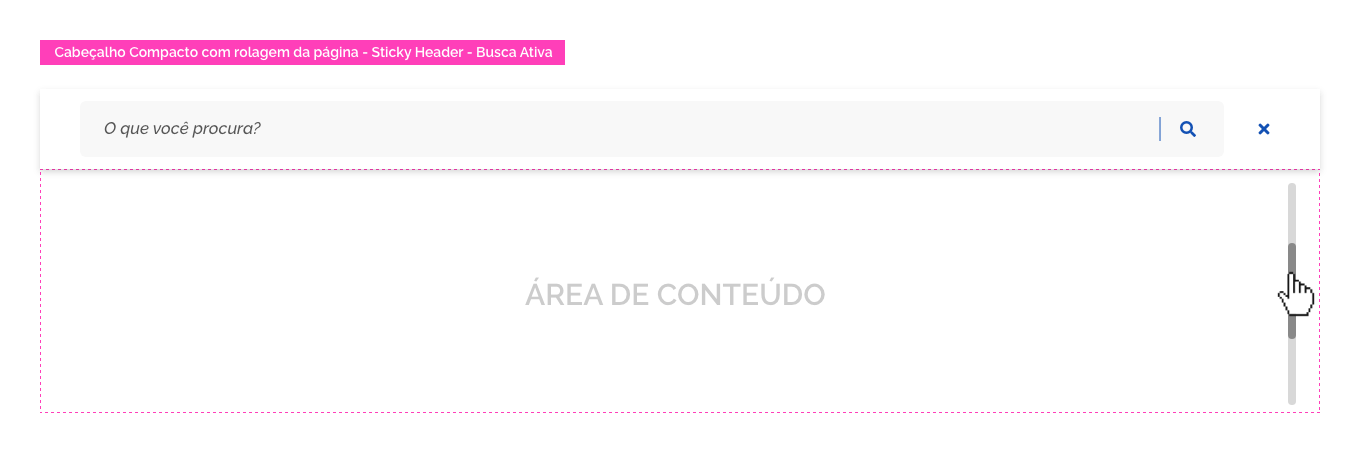 Cabeçalho Compacto com rolagem da página - Sticky Header - Busca Ativa
O que você procura?
ÁREA DE CONTEÚDO